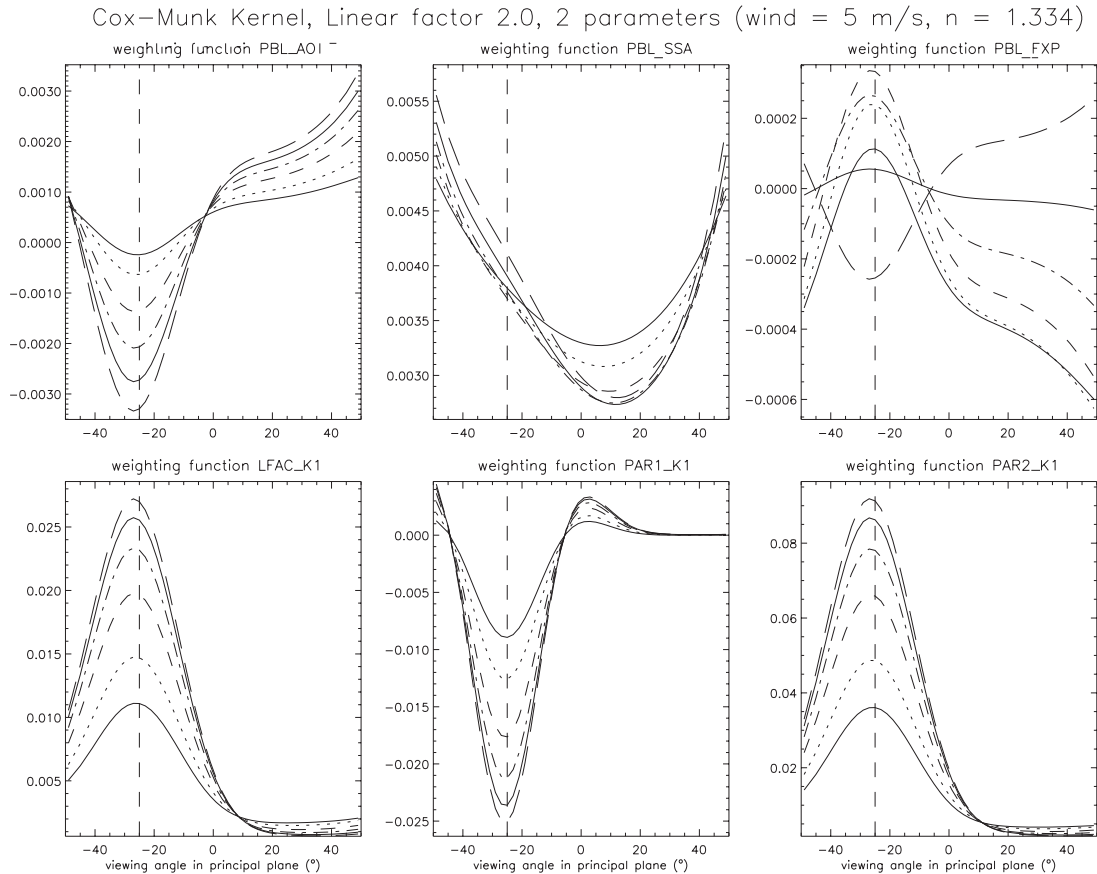 Cox−Munk Kernel, Linear factor 2.0, 2 parameters (wind = 5 m/s, n = 1.334)
weighting function PBL_AOI
0.0030
0.0020
0.0010
0.0000
−0.0010
−0.0020
−0.0030
−40 −20 0 20 40
weighting function PBL_SSA
0.0055
0.0050
0.0045
0.0040
0.0035
0.0030
−40 −20 0 20 40
weighting function PBL_FXP
0.0002
0.0000
−0.0002
−0.0004
−0.0006
−40 −20 0 20 40
weighting function LFAC_K1
0.025
0.020
0.015
0.010
0.005
−40 −20 0 20 40
viewing angle in principal plane (°)
weighting function PAR1_K1
0.000
−0.005
−0.010
−0.015
−0.020
−0.025
−40 −20 0 20 40
viewing angle in principal plane (°)
weighting function PAR2_K1
0.08
0.06
0.04
0.02
−40 −20 0 20 40
viewing angle in principal plane (°)